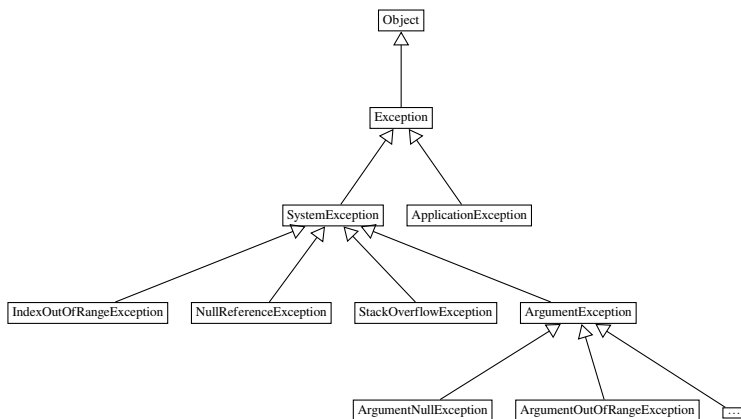 Object
Exception
SystemException
ApplicationException
IndexOutOfRangeException
NullReferenceException
StackOverflowException
ArgumentException
ArgumentNullException
ArgumentOutOfRangeException
…